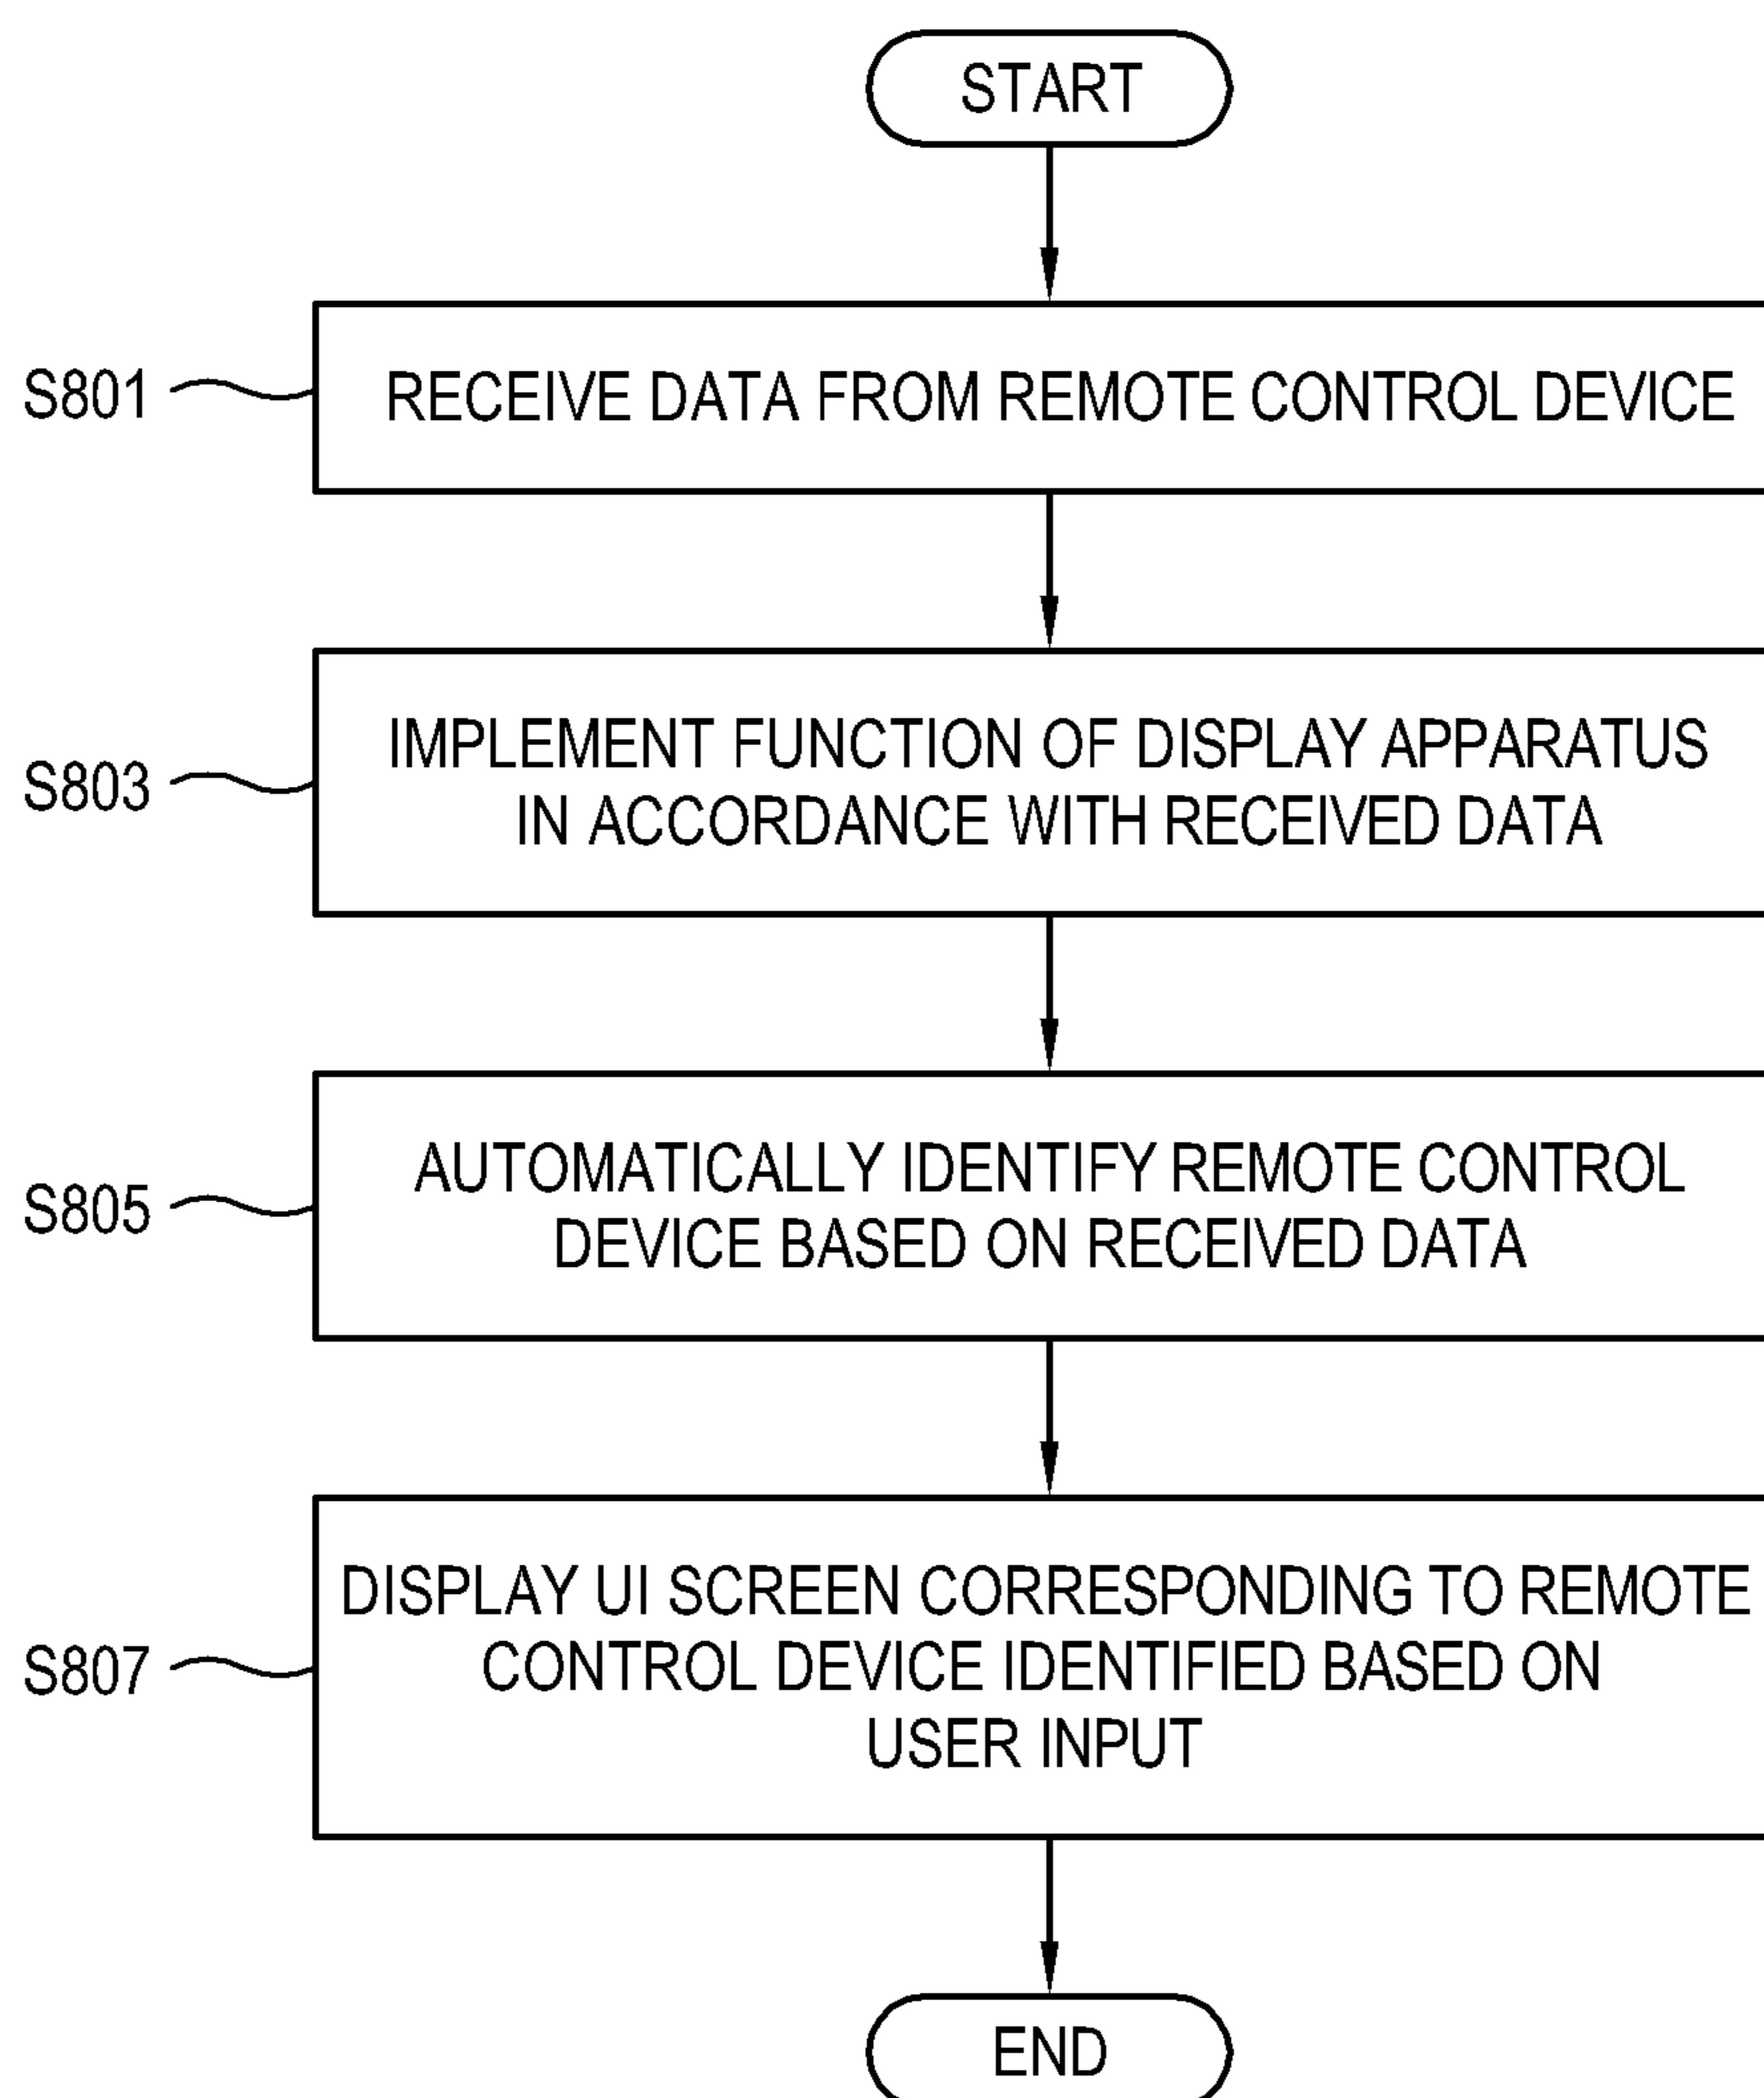 START
S801
RECEIVE DATA FROM REMOTE CONTROL DEVICE
S803
IMPLEMENT FUNCTION OF DISPLAY APPARATUS
IN ACCORDANCE WITH RECEIVED DATA
S805
AUTOMATICALLY IDENTIFY REMOTE CONTROL
DEVICE BASED ON RECEIVED DATA
S807
DISPLAY UI SCREEN CORRESPONDING TO REMOTE
CONTROL DEVICE IDENTIFIED BASED ON
USER INPUT
END